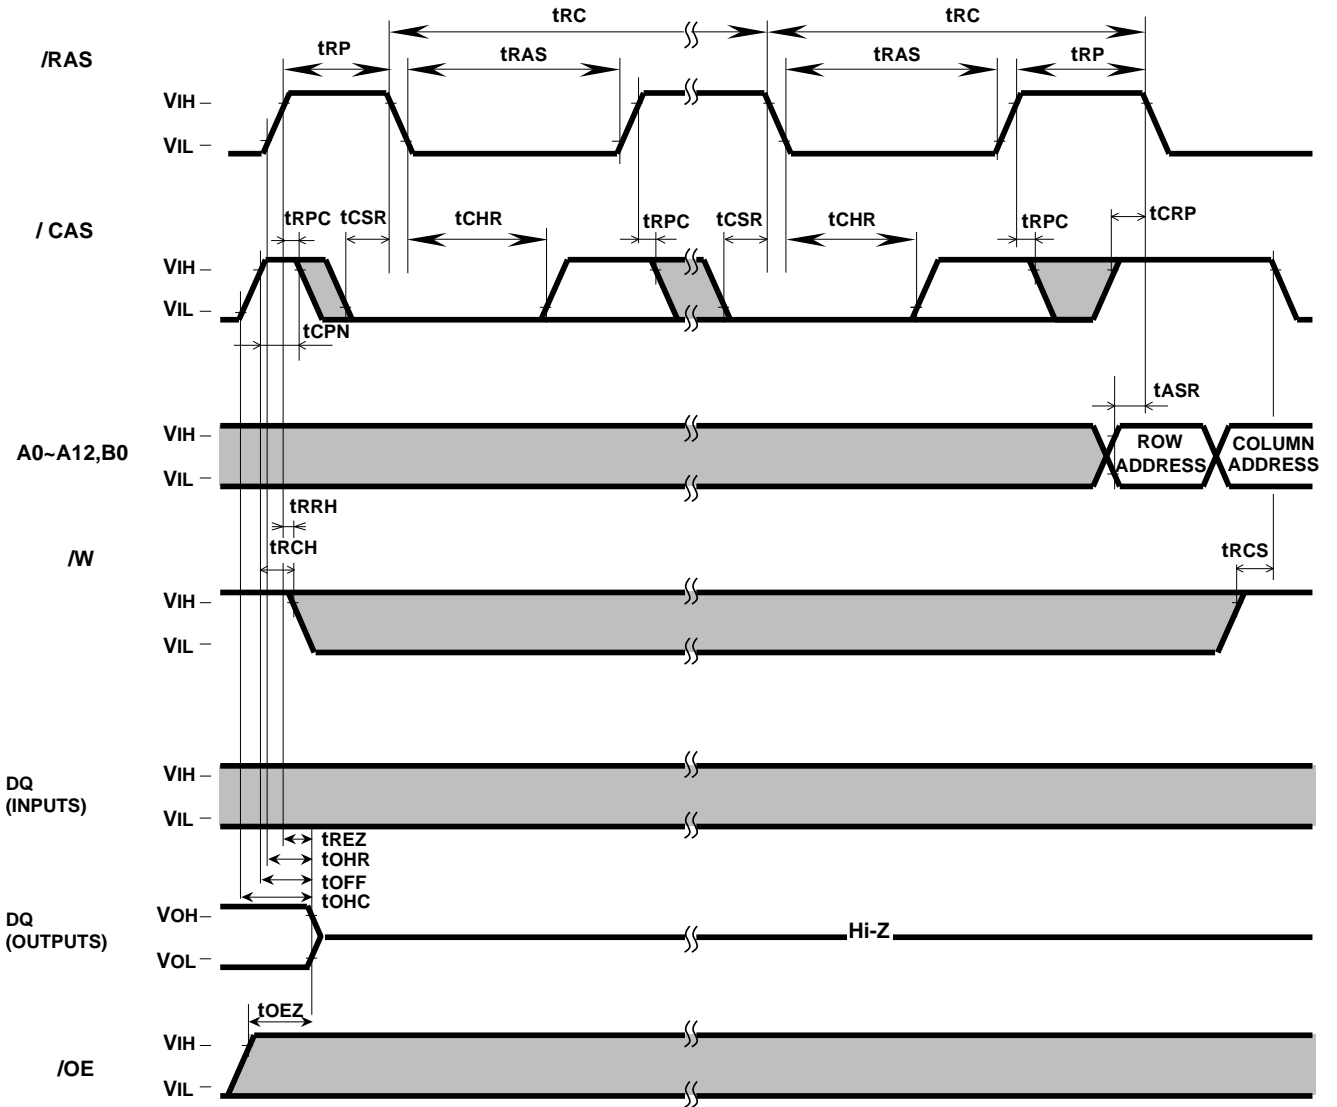 tRC tRC
/RAS tRP tRAS tRAS tRP
VIH
VIL
/ CAS tRPC tCSR tCHR tRPC tCSR tCHR tRPC tCRP
VIH
VIL
tCPN
tASR
A0~A12,B0 VIH ROW COLUMN
ADDRESS ADDRESS
VIL
tRRH
/W tRCH tRCS
VIH
VIL
DQ VIH
(INPUTS)
VIL
tREZ
tOHR
tOFF
tOHC
DQ VOH
(OUTPUTS) Hi-Z
VOL
tOEZ
/OE VIH
VIL